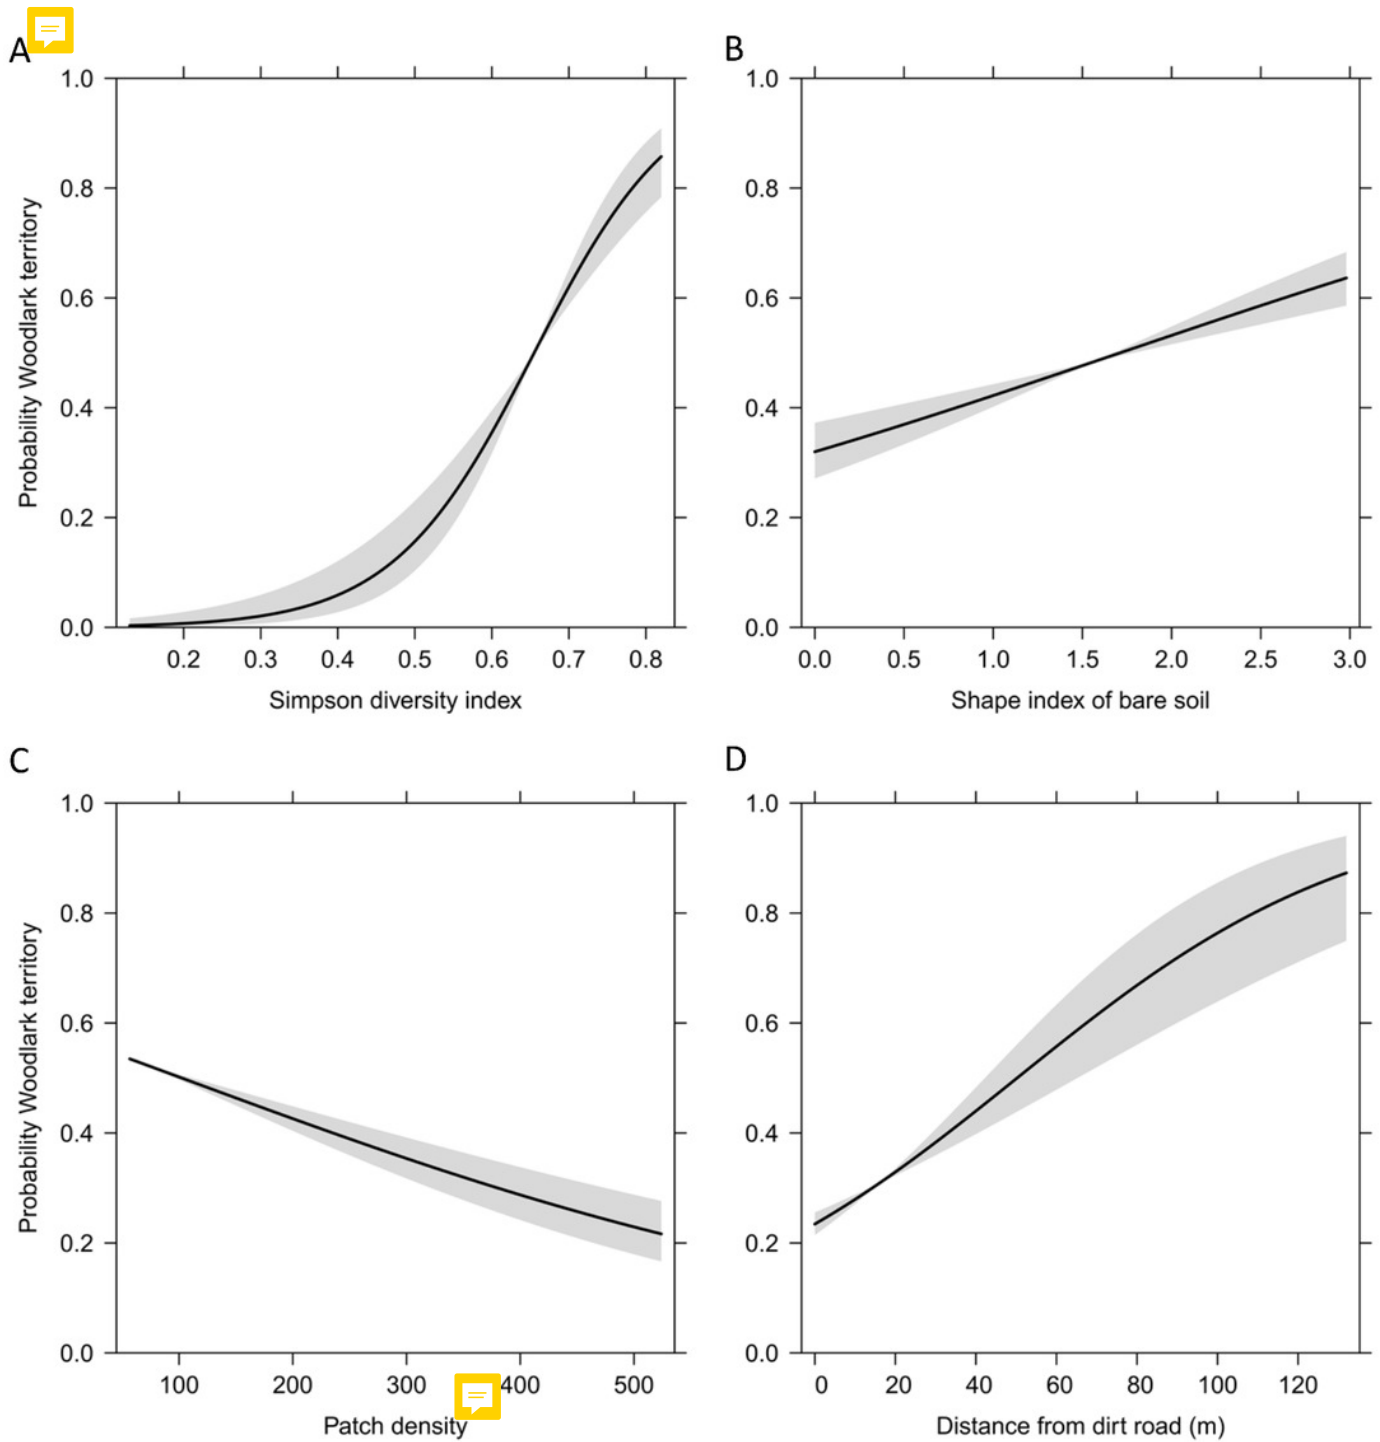 A
B
1.0
0.8
0.6
0.4
0.2
0.0
Probability Woodlark territory
0.2 0.3 0.4 0.5 0.6 0.7 0.8
Simpson diversity index
1.0
0.8
0.6
0.4
0.2
0.0
0.0 0.5 1.0 1.5 2.0 2.5 3.0
Shape index of bare soil
C
D
1.0
0.8
0.6
0.4
0.2
0.0
Probability Woodlark territory
100 200 300 400 500
Patch density
1.0
0.8
0.6
0.4
0.2
0.0
0 20 40 60 80 100 120
Distance from dirt road (m)